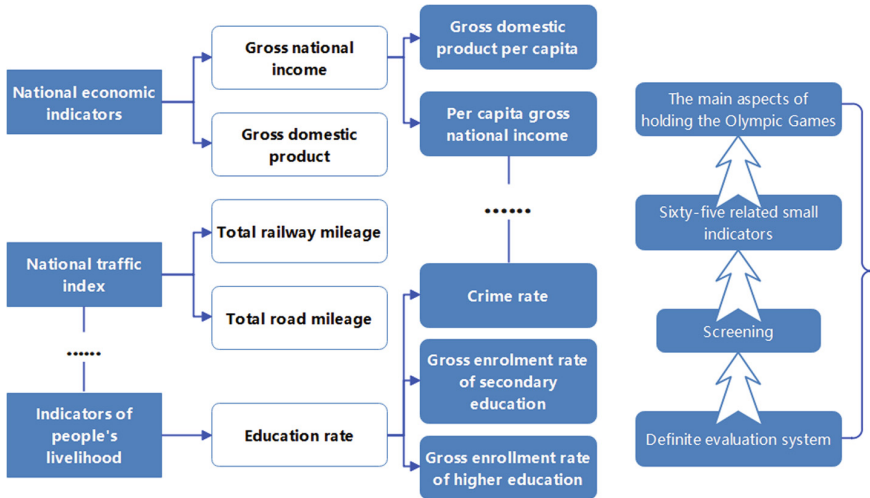 National economic
indicators
National traffic
index
......
Indicators of
people's
livelihood
Gross national
income
Gross domestic
product
Total railway mileage
Total road mileage
Education rate
Gross domestic
product per capita
Per capita gross
national income
......
Crime rate
Gross enrolment rate
of secondary
education
Gross enrollment rate
of higher education
The main aspects of
holding the Olympic Games
Sixty-five related small
indicators
Screening
Definite evaluation system